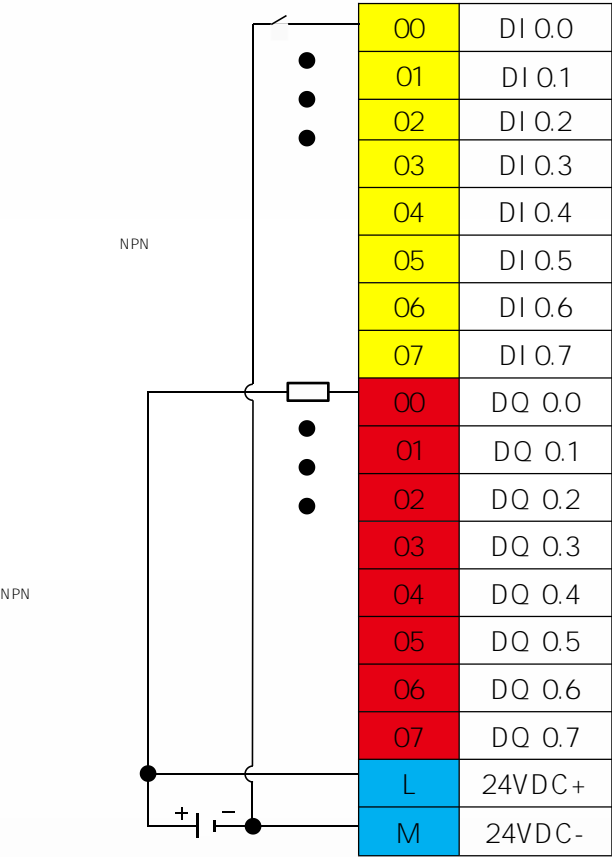 00 DI 0.0
01 DI 0.1
02 DI 0.2
03 DI 0.3
04 DI 0.4
NPN
05 DI 0.5
06 DI 0.6
07 DI 0.7
00 DQ 0.0
01 DQ 0.1
02 DQ 0.2
03 DQ 0.3
NPN
04 DQ 0.4
05 DQ 0.5
06 DQ 0.6
07 DQ 0.7
L 24VDC+
+ −
M 24VDC-